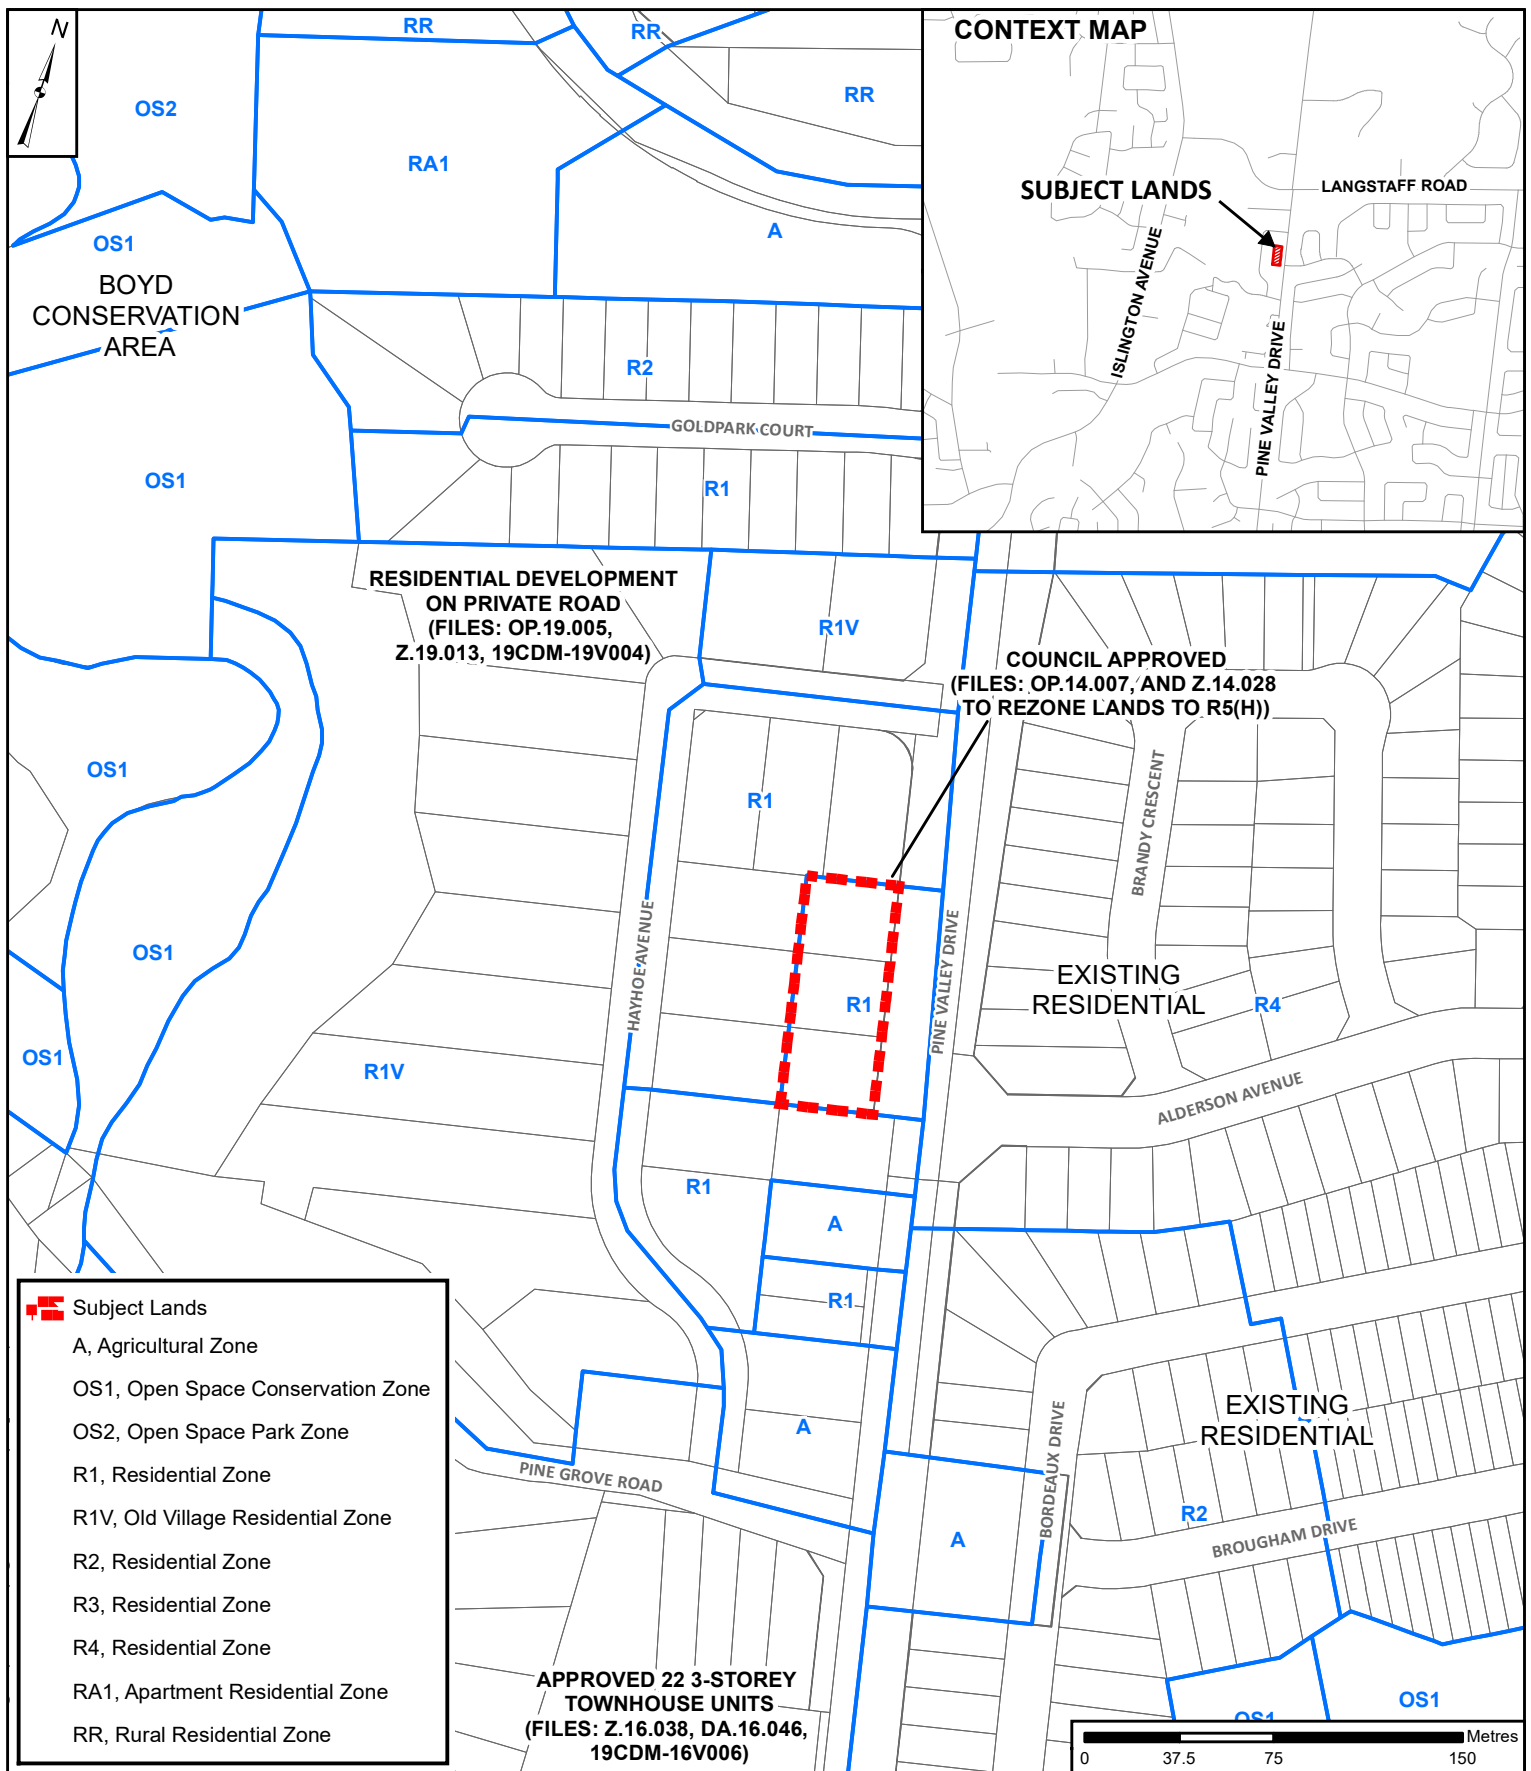 N
RR
RR
OS2
RR
RA1
A
OS1
BOYD
CONSERVATION
AREA
R2
GOLDPARK COURT
OS1
R1
CONTEXT MAP
LANGSTAFF ROAD
SUBJECT LANDS
ISLINGTON AVENUE
PINE VALLEY DRIVE
RESIDENTIAL DEVELOPMENT
ON PRIVATE ROAD
(FILES: OP.19.005,
Z.19.013, 19CDM-19V004)
R1V
COUNCIL APPROVED
(FILES: OP.14.007, AND Z.14.028
TO REZONE LANDS TO R5(H))
OS1
R1
BRANDY CRESCENT
HAYHOE AVENUE
PINE VALLEY DRIVE
OS1
R1
EXISTING
RESIDENTIAL
R4
OS1
R1V
ALDERSON AVENUE
R1
A
R1
A
BORDEAUX DRIVE
EXISTING
RESIDENTIAL
PINE GROVE ROAD
A
R2
BROUGHAM DRIVE
APPROVED 22 3-STOREY
TOWNHOUSE UNITS
(FILES: Z.16.038, DA.16.046,
19CDM-16V006)
OS1
OS1
Subject Lands
A, Agricultural Zone
OS1, Open Space Conservation Zone
OS2, Open Space Park Zone
R1, Residential Zone
R1V, Old Village Residential Zone
R2, Residential Zone
R3, Residential Zone
R4, Residential Zone
RA1, Apartment Residential Zone
RR, Rural Residential Zone
Metres
0 37.5 75 150